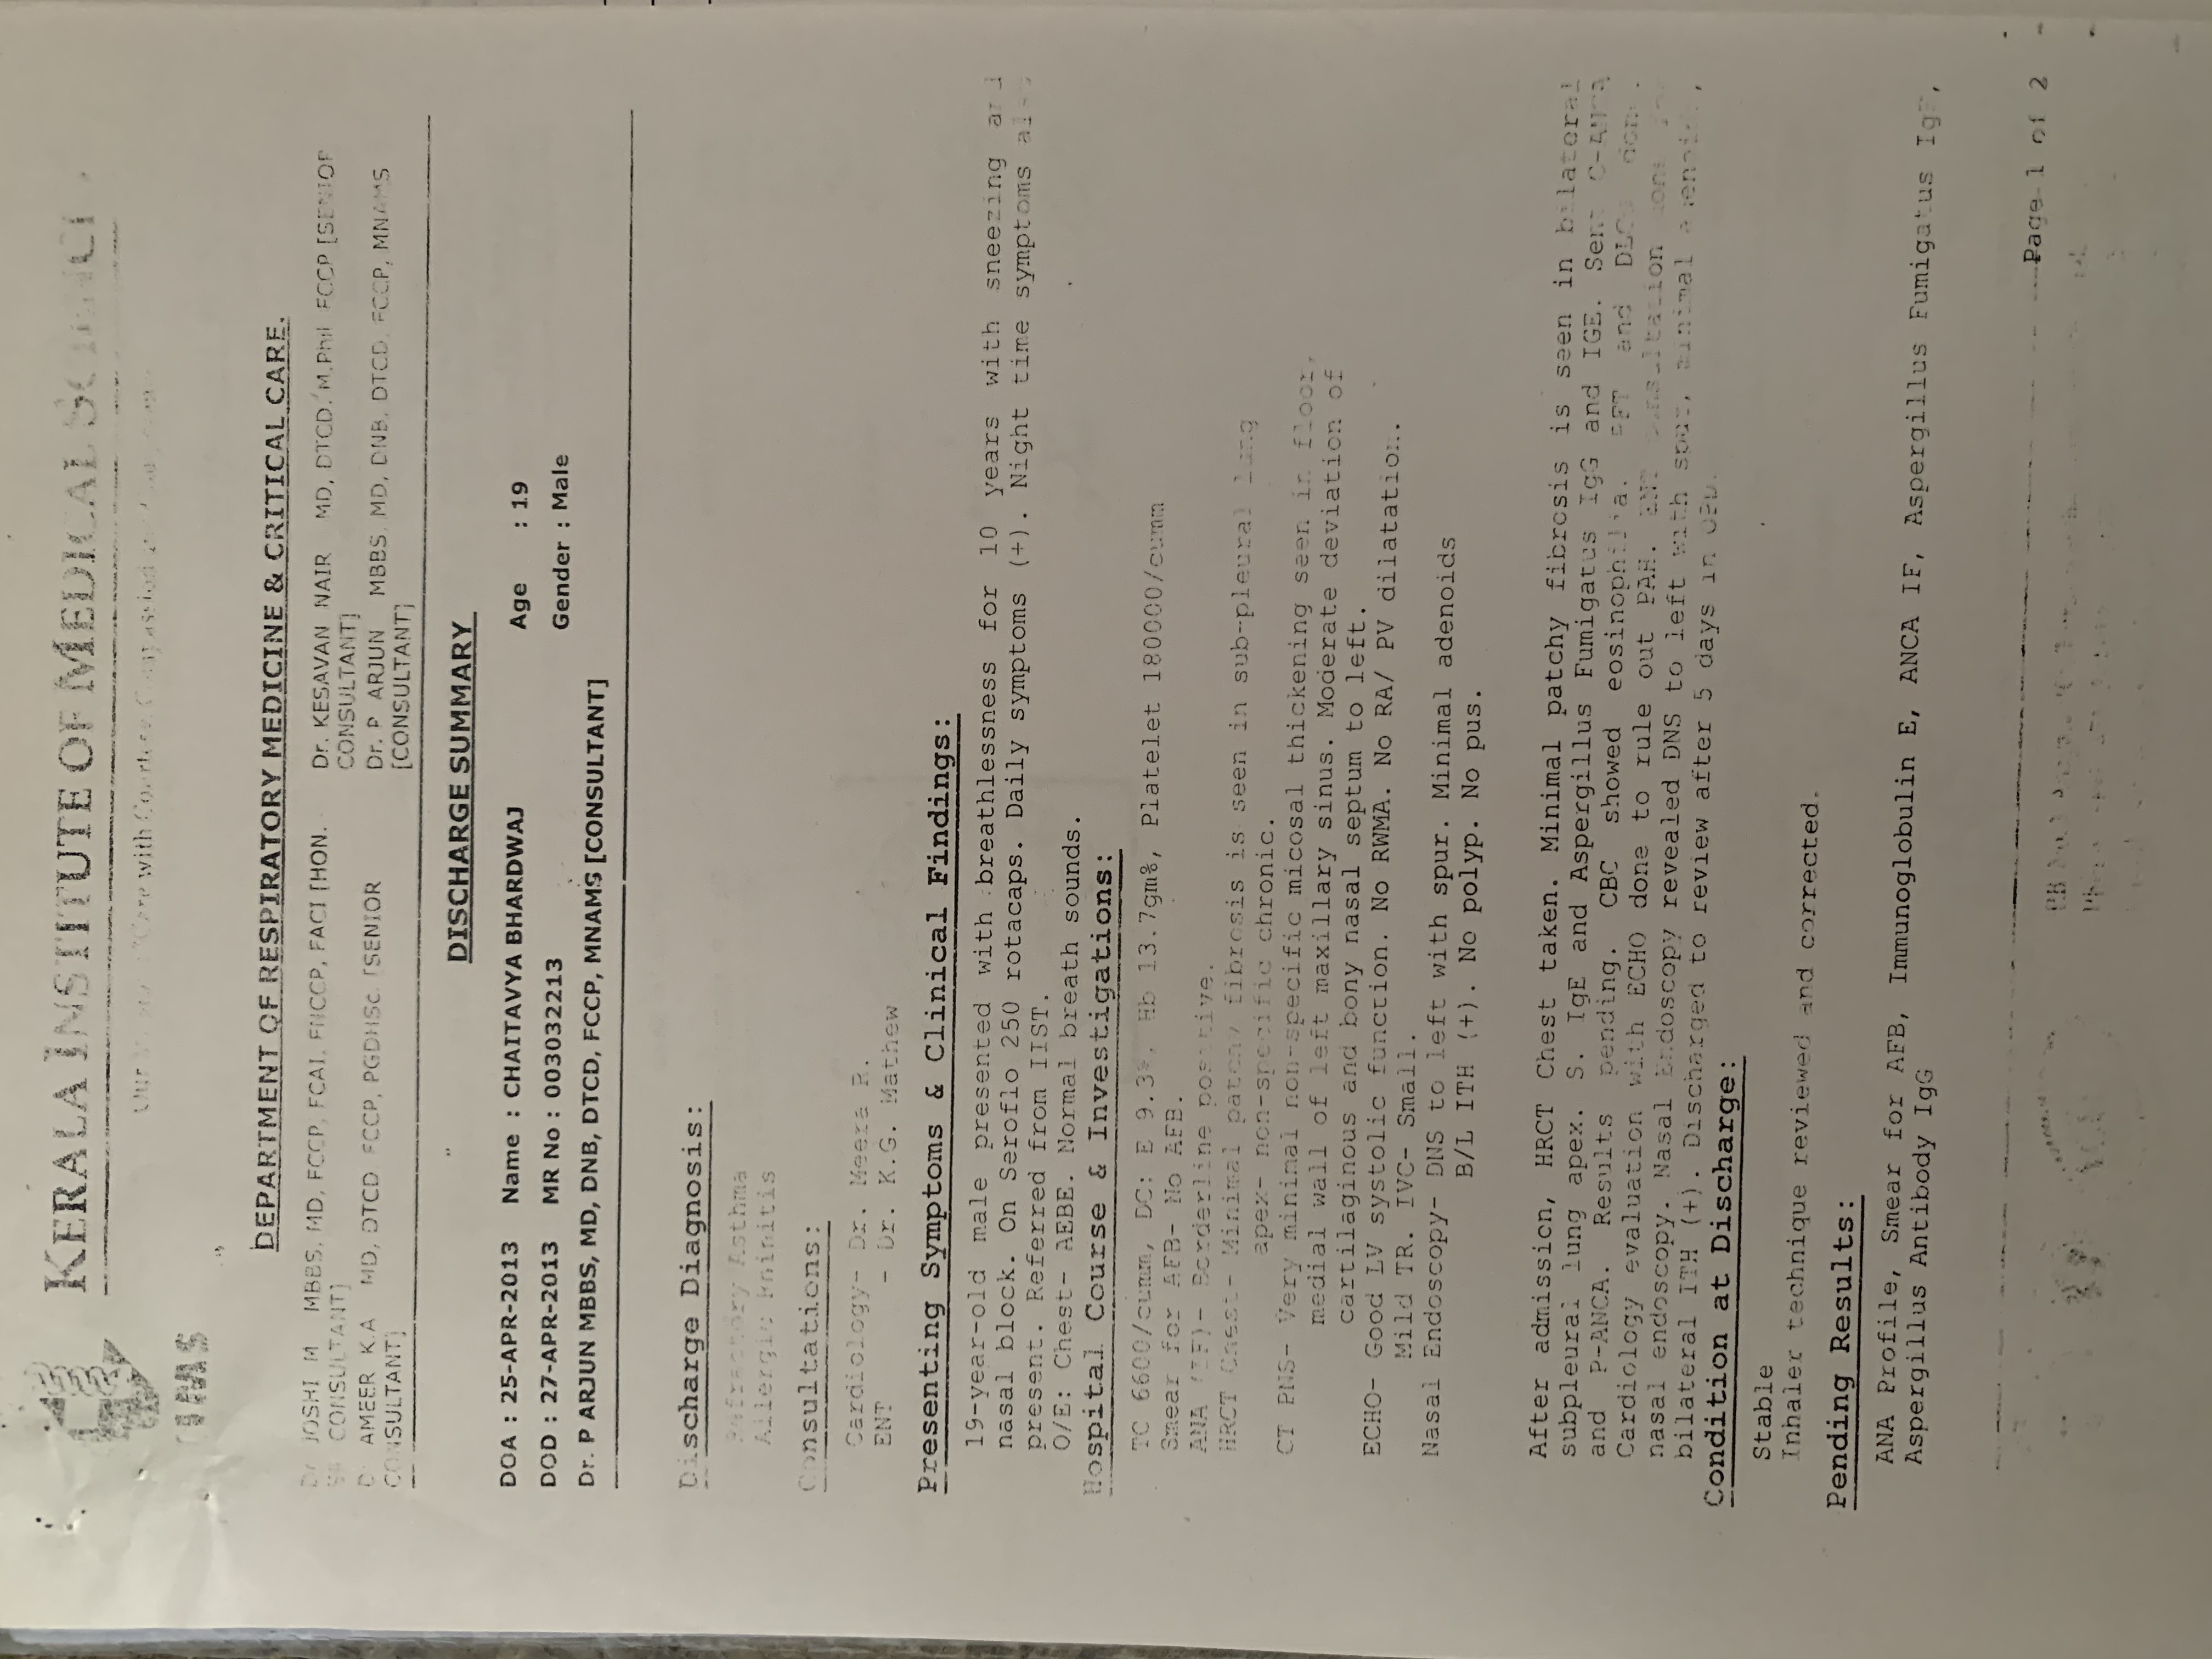 KERALA INSTITUTE OF MEDICAL
"Care with Courtesy, Compassion
IMS
DEPARTMENT OF RESPIRATORY MEDICINE & CRITICAL CARE.
Dr JOSHI M MBBS, MD, FCCP, FCAI, FNCCP, FACI [HON.
CONSULTANT]
Dr. KESAVAN NAIR MD, DTCD, M.Phil FCCP [SENIOR
CONSULTANT]
AMEER K.A MD, DTCD FCCP, PGDHSc. [SENIOR
CONSULTANT]
Dr. P ARJUN MBBS, MD, DNB, DTCD, FCCP, MNAMS
[CONSULTANT]
DISCHARGE SUMMARY
DOA : 25-APR-2013 Name : CHAITAVYA BHARDWAJ Age : 19
DOD : 27-APR-2013 MR No : 003032213 Gender : Male
Dr. P ARJUN MBBS, MD, DNB, DTCD, FCCP, MNAMS [CONSULTANT]
Discharge Diagnosis:
Refractory Asthma
Allergic Rninitis
Consultations:
Cardiology- Dr. Meera R.
ENT - Dr. K.G. Mathew
Presenting Symptoms & Clinical Findings:
19-year-old male presented with breathlessness for 10 years with sneezing and
nasal block. On Seroflo 250 rotacaps. Daily symptoms (+). Night time symptoms also
present. Referred from IIST.
O/E: Chest- AEBE. Normal breath sounds.
Hospital Course & Investigations:
TC 6600/cumm, DC: E 9.3%, Hb 13.7gm%, Platelet 180000/cumm
Smear for AFB- No AFB.
ANA (IF)- Borderline positive.
HRCT Chest- Minimal patchy fibrosis is seen in sub-pleural lung
apex- non-specific chronic.
CT PNS- Very minimal non-specific micosal thickening seen in floor,
medial wall of left maxillary sinus. Moderate deviation of
cartilaginous and bony nasal septum to left.
ECHO- Good LV systolic function. No RWMA. No RA/ PV dilatation.
Mild TR. IVC- Small.
Nasal Endoscopy- DNS to left with spur. Minimal adenoids
B/L ITH (+). No polyp. No pus.
After admission, HRCT Chest taken. Minimal patchy fibrosis is seen in bilateral
subpleural lung apex. S. IgE and Aspergillus Fumigatus IgG and IGE. Sent C-ANCA
and P-ANCA. Results pending. CBC showed eosinophilia. PFT and DLCO done.
Cardiology evaluation with ECHO done to rule out PAH. ENT consultation done for
nasal endoscopy. Nasal Endoscopy revealed DNS to left with spur, minimal adenoids,
bilateral ITH (+). Discharged to review after 5 days in OPD.
Condition at Discharge:
Stable
Inhaler technique reviewed and corrected.
Pending Results:
ANA Profile, Smear for AFB, Immunoglobulin E, ANCA IF, Aspergillus Fumigatus IgE,
Aspergillus Antibody IgG
Page 1 of 2